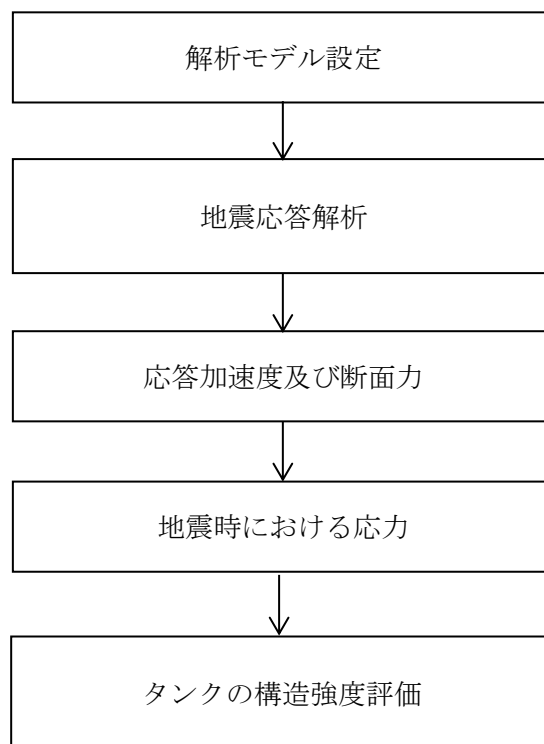 解析モデル設定
地震応答解析
応答加速度及び断面力
地震時における応力
タンクの構造強度評価